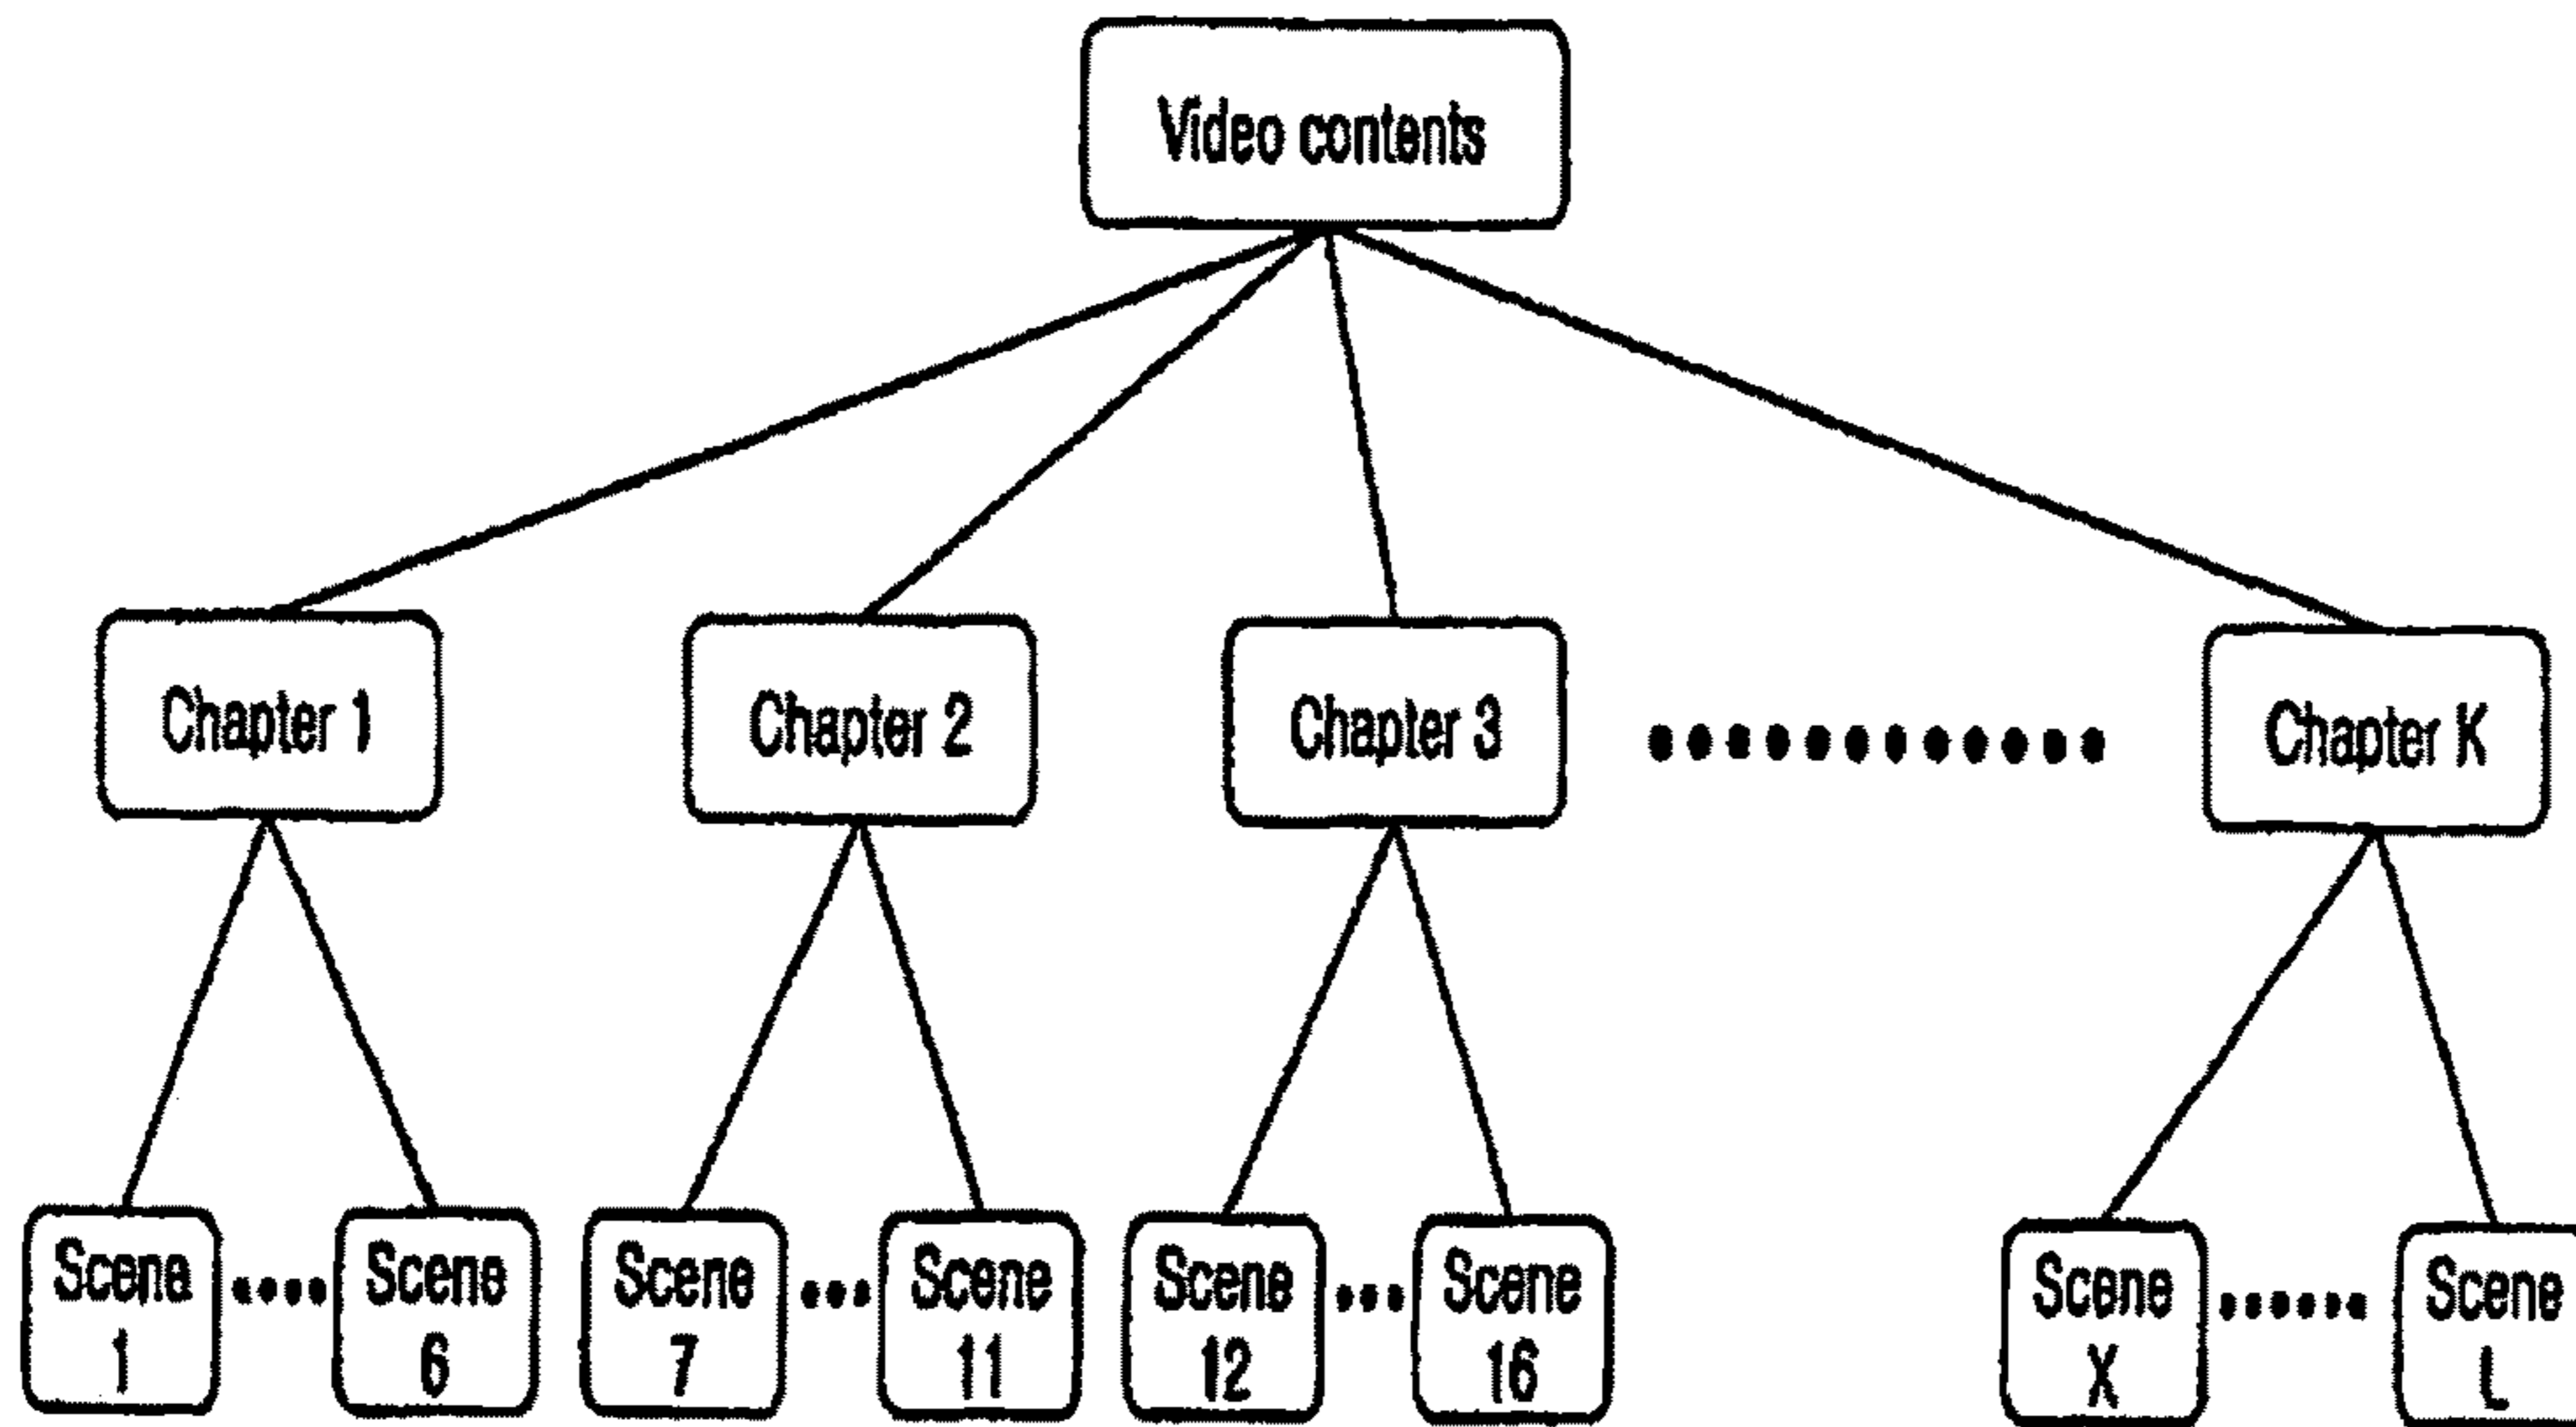 Video contents
Chapter 1
Chapter 2
Chapter 3
Chapter K
Scene
1
Scene
6
Scene
7
Scene
11
Scene
12
Scene
16
Scene
X
Scene
L